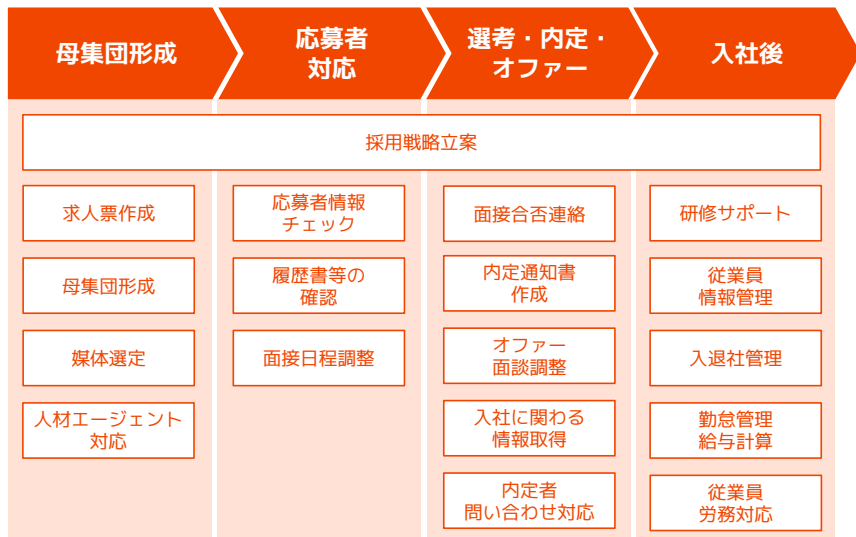 母集団形成
応募者
対応
選考・内定・
オファー
入社後
採用戦略立案
求人票作成
母集団形成
媒体選定
人材エージェント
対応
応募者情報
チェック
履歴書等の
確認
面接日程調整
面接合否連絡
内定通知書
作成
オファー
面談調整
入社に関わる
情報取得
内定者
問い合わせ対応
研修サポート
従業員
情報管理
入退社管理
勤怠管理
給与計算
従業員
労務対応